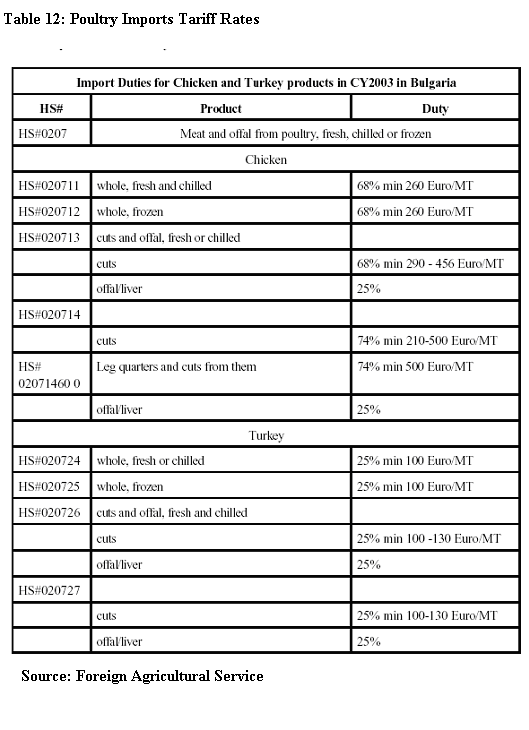 Table 12: Poultry Imports Tariff Rates
Import Duties for Chicken and Turkey products in CY2003 in Bulgaria
HS# Product Duty
HS#0207 Meat and offal from poultry, fresh, chilled or frozen
Chicken
HS#020711 whole, fresh and chilled 68% min 260 Euro/MT
HS#020712 whole, frozen 68% min 260 Euro/MT
HS#020713 cuts and offal, fresh or chilled
cuts 68% min 290 - 456 Euro/MT
offal/liver 25%
HS#020714
cuts 74% min 210-500 Euro/MT
HS# Leg quarters and cuts from them 74% min 500 Euro/MT
02071460 0
offal/liver 25%
Turkey
HS#020724 whole, fresh or chilled 25% min 100 Euro/MT
HS#020725 whole, frozen 25% min 100 Euro/MT
HS#020726 cuts and offal, fresh and chilled
cuts 25% min 100 -130 Euro/MT
offal/liver 25%
HS#020727
cuts 25% min 100-130 Euro/MT
offal/liver 25%
Source: Foreign Agricultural Service